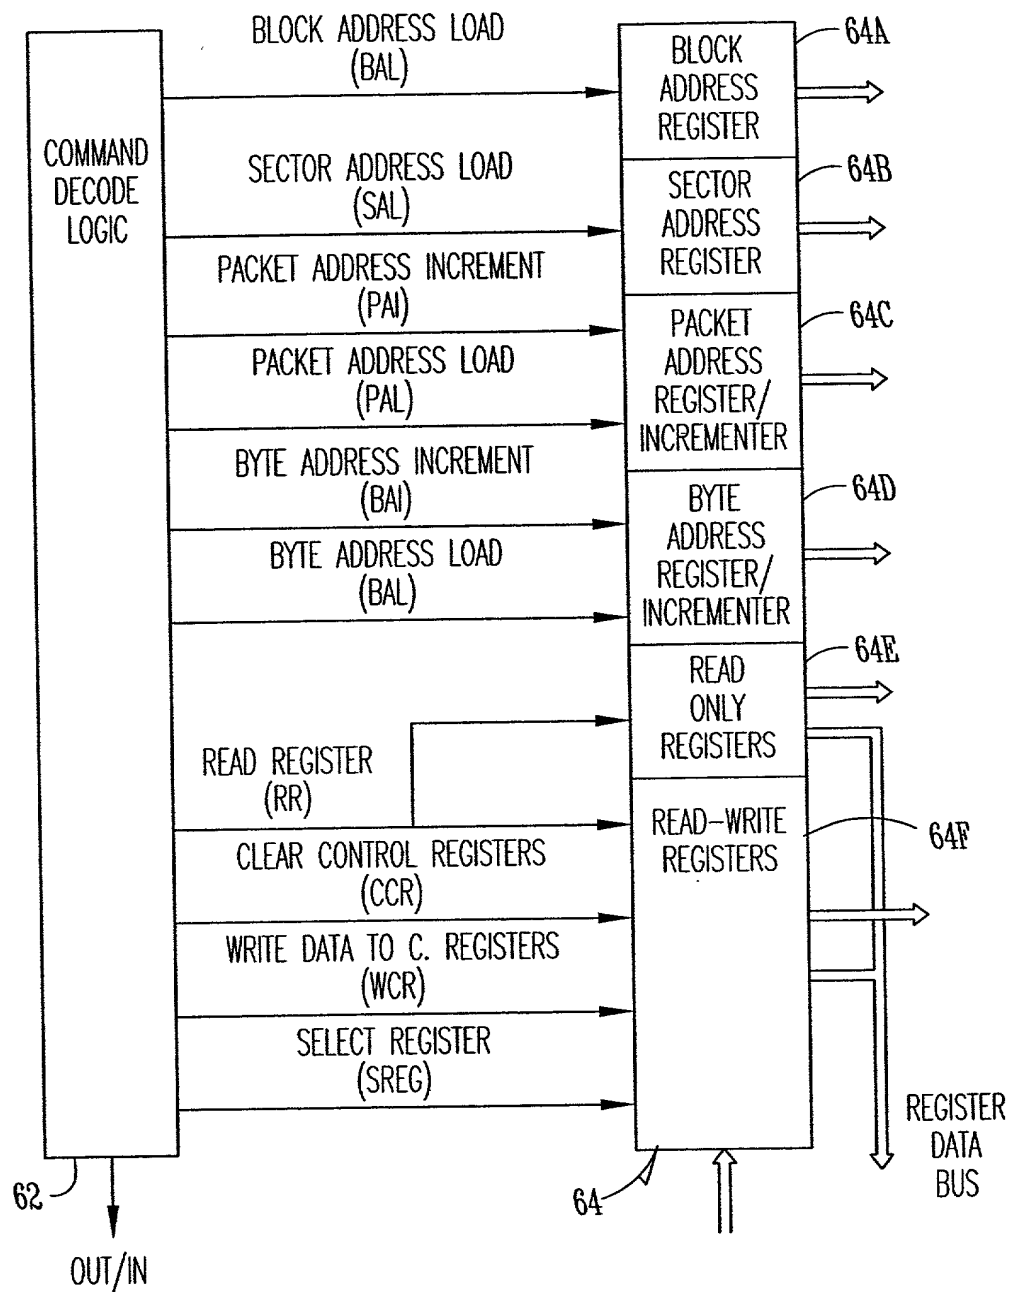 BLOCK ADDRESS LOAD
(BAL)
BLOCK
ADDRESS
REGISTER
64A
COMMAND
DECODE
LOGIC
SECTOR ADDRESS LOAD
(SAL)
SECTOR
ADDRESS
REGISTER
64B
PACKET ADDRESS INCREMENT
(PAI)
PACKET ADDRESS LOAD
(PAL)
PACKET
ADDRESS
REGISTER/
INCREMENTER
64C
BYTE ADDRESS INCREMENT
(BAI)
BYTE ADDRESS LOAD
(BAL)
BYTE
ADDRESS
REGISTER/
INCREMENTER
64D
READ
ONLY
REGISTERS
64E
READ REGISTER
(RR)
READ-WRITE
REGISTERS
64F
CLEAR CONTROL REGISTERS
(CCR)
WRITE DATA TO C. REGISTERS
(WCR)
SELECT REGISTER
(SREG)
REGISTER
DATA
BUS
62
64
OUT/IN